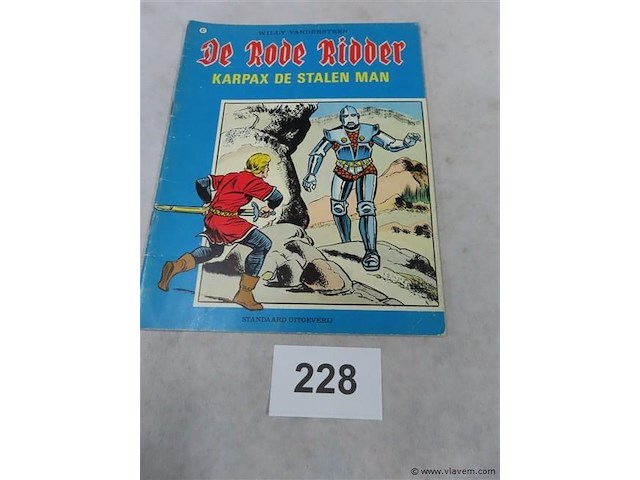 WILLY VANDERSTEEN
De Rode Ridder
KARPAX DE STALEN MAN
STANDAARD UITGEVERIJ
228
© www.vlavem.com